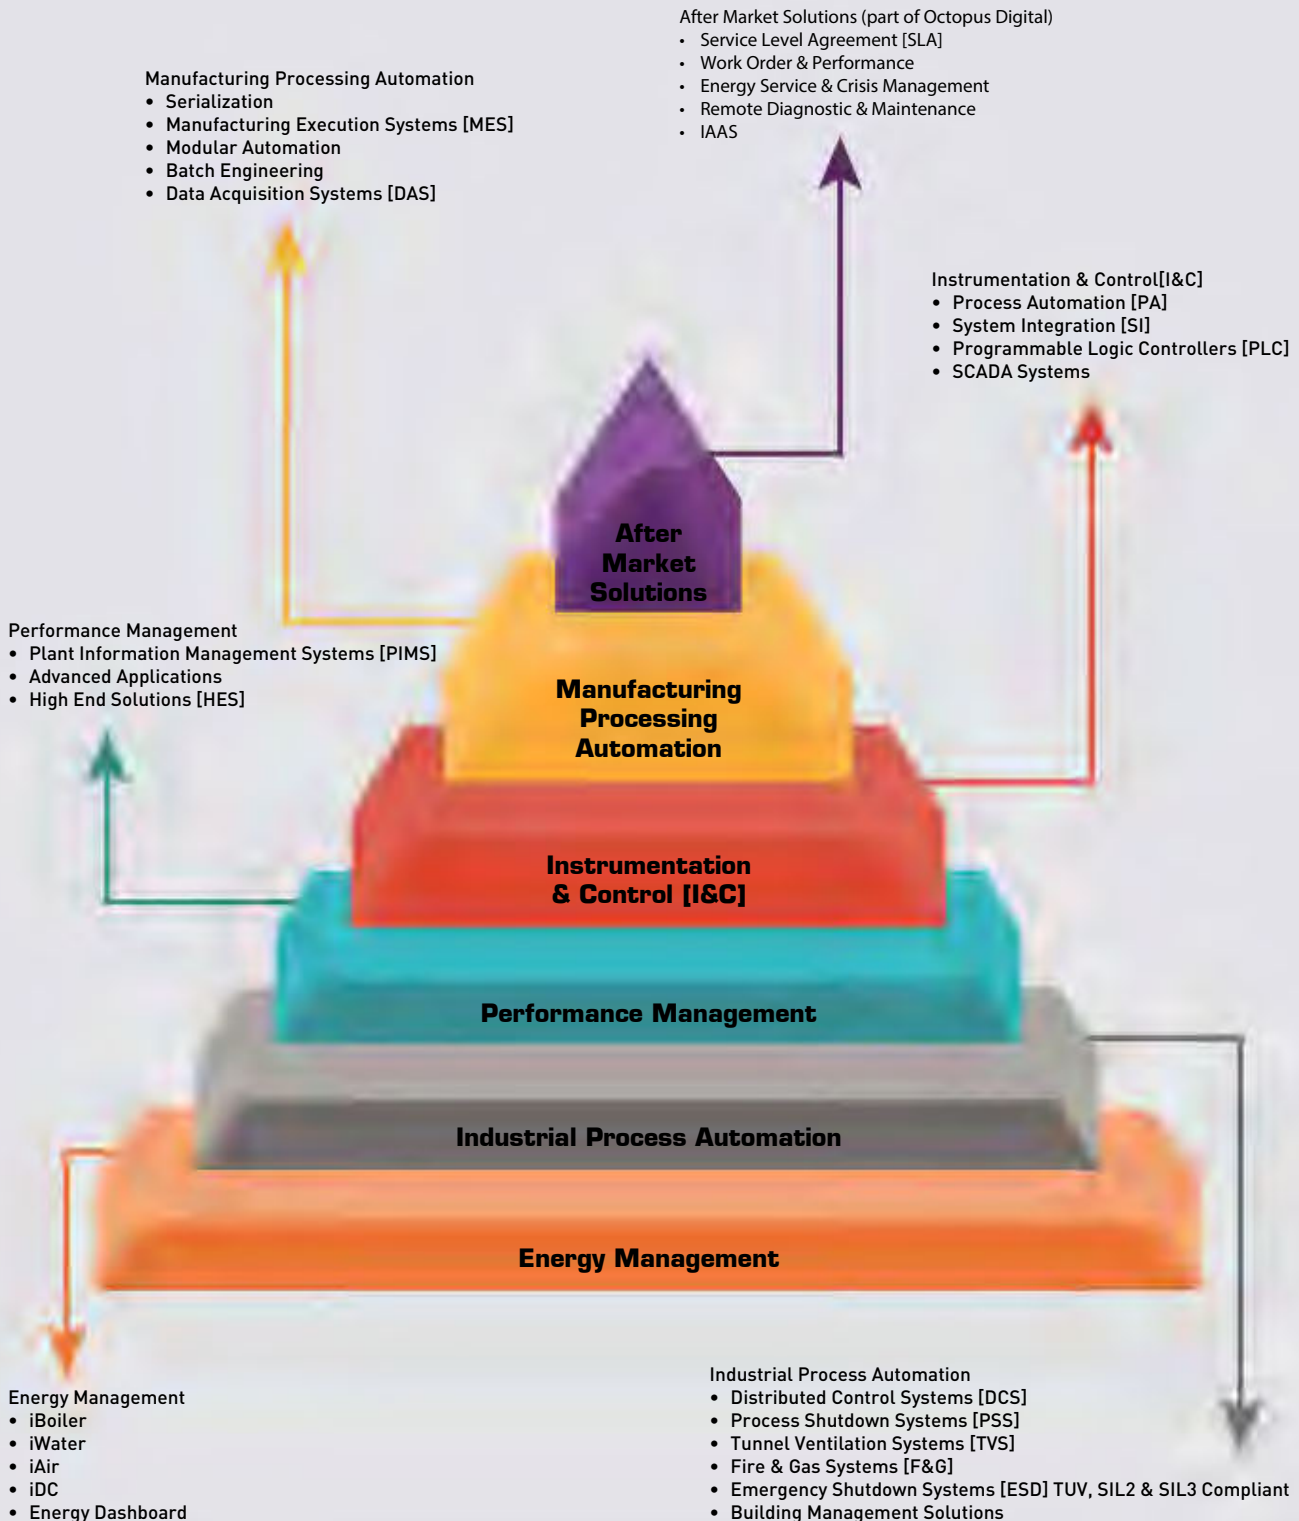 After Market Solutions (part of Octopus Digital)
• Service Level Agreement [SLA]
• Work Order & Performance
• Energy Service & Crisis Management
• Remote Diagnostic & Maintenance
• IAAS
Manufacturing Processing Automation
• Serialization
• Manufacturing Execution Systems [MES]
• Modular Automation
• Batch Engineering
• Data Acquisition Systems [DAS]
Instrumentation & Control[I&C]
• Process Automation [PA]
• System Integration [SI]
• Programmable Logic Controllers [PLC]
• SCADA Systems
After
Market
Solutions
Performance Management
• Plant Information Management Systems [PIMS]
• Advanced Applications
• High End Solutions [HES]
Manufacturing
Processing
Automation
Instrumentation
& Control [I&C]
Performance Management
Industrial Process Automation
Energy Management
Energy Management
• iBoiler
• iWater
• iAir
• iDC
• Energy Dashboard
Industrial Process Automation
• Distributed Control Systems [DCS]
• Process Shutdown Systems [PSS]
• Tunnel Ventilation Systems [TVS]
• Fire & Gas Systems [F&G]
• Emergency Shutdown Systems [ESD] TUV, SIL2 & SIL3 Compliant
• Building Management Solutions